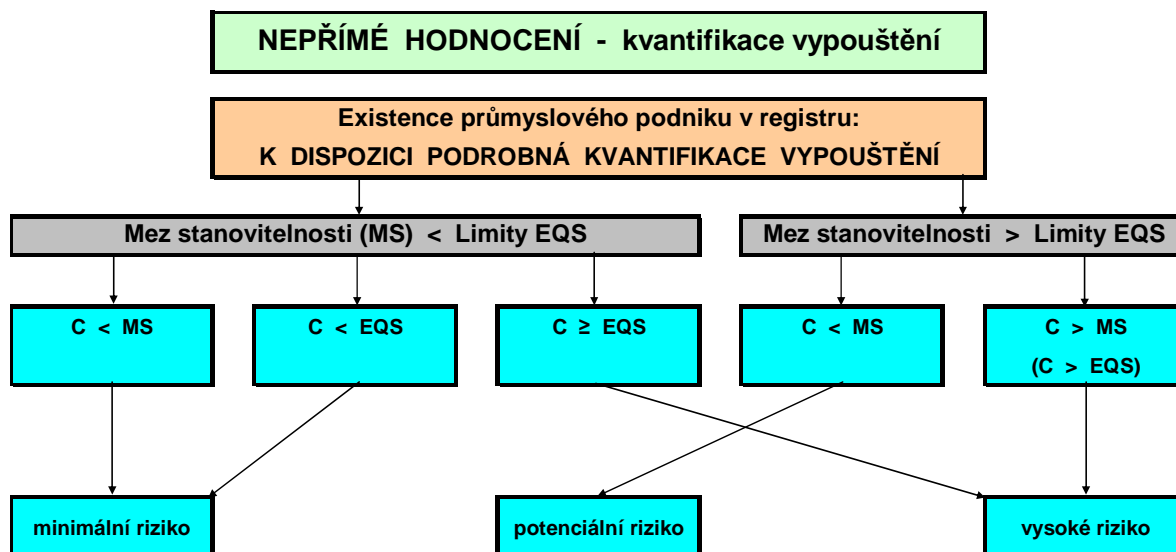 NEPŘÍMÉ HODNOCENÍ - kvantifikace vypouštění
Existence průmyslového podniku v registru:
K DISPOZICI PODROBNÁ KVANTIFIKACE VYPOUŠTĚNÍ
Mez stanovitelnosti (MS) < Limity EQS
Mez stanovitelnosti > Limity EQS
C < MS
C < EQS
C ≥ EQS
C < MS
C > MS
(C > EQS)
minimální riziko
potenciální riziko
vysoké riziko